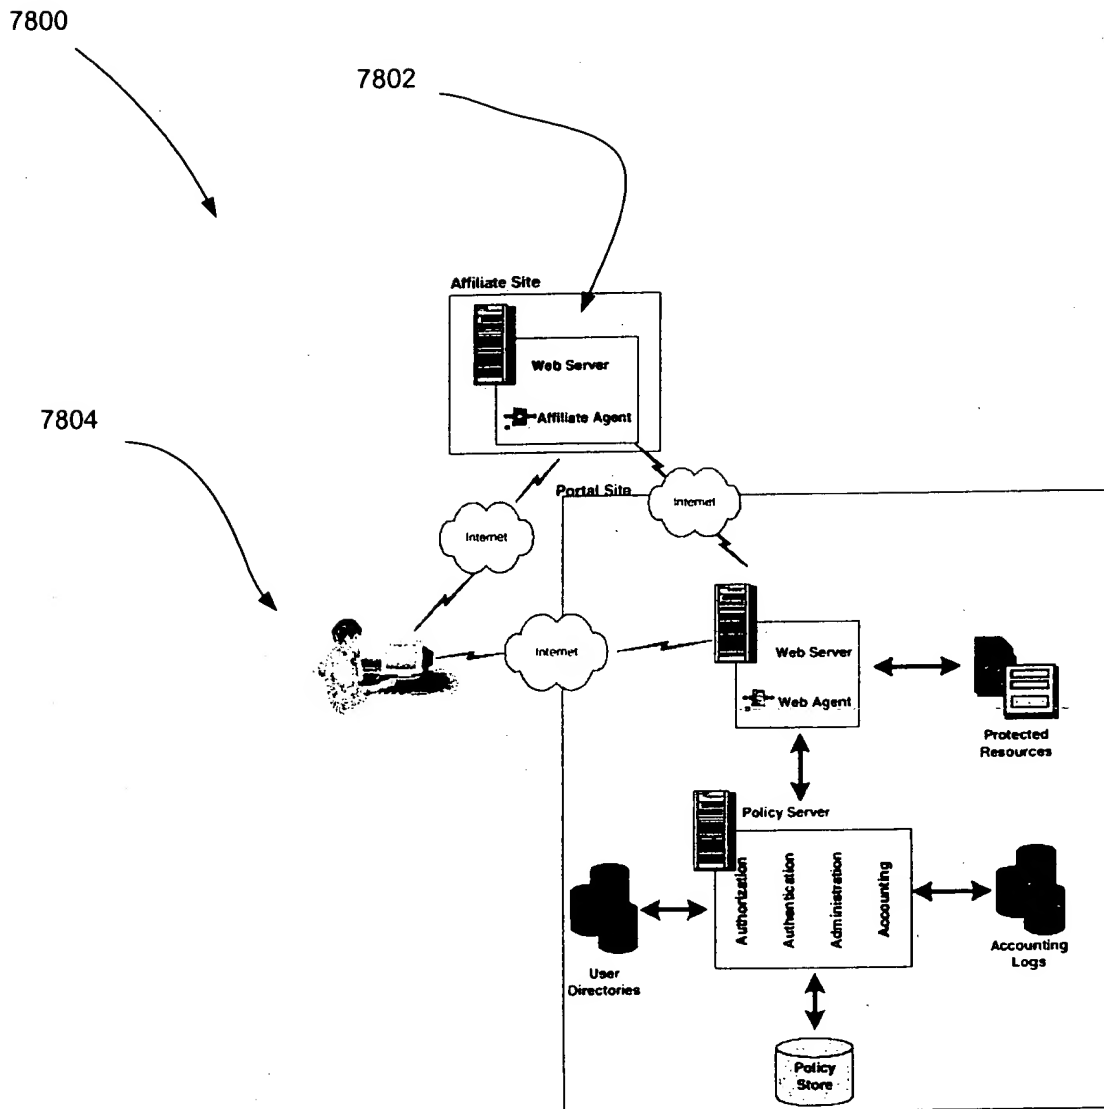 7800
7802
Affiliate Site
Web Server
Affiliate Agent
7804
Portal Site
Internet
Internet
Internet
Web Server
Web Agent
Protected
Resources
Policy Server
Authorization
Authentication
Administration
Accounting
User
Directories
Accounting
Logs
Policy
Store